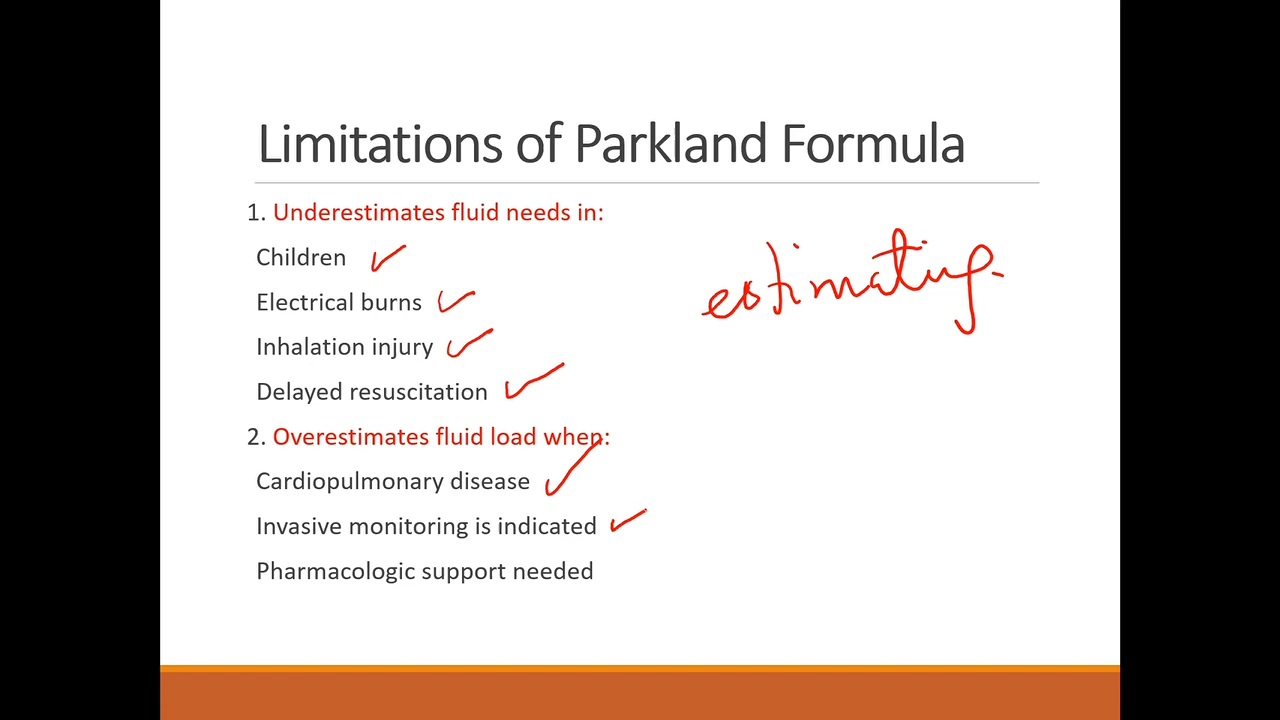 Limitations of Parkland Formula
1. Underestimates fluid needs in:
Children
Electrical burns
Inhalation injury
Delayed resuscitation
2. Overestimates fluid load when:
Cardiopulmonary disease
Invasive monitoring is indicated
Pharmacologic support needed
estimating.